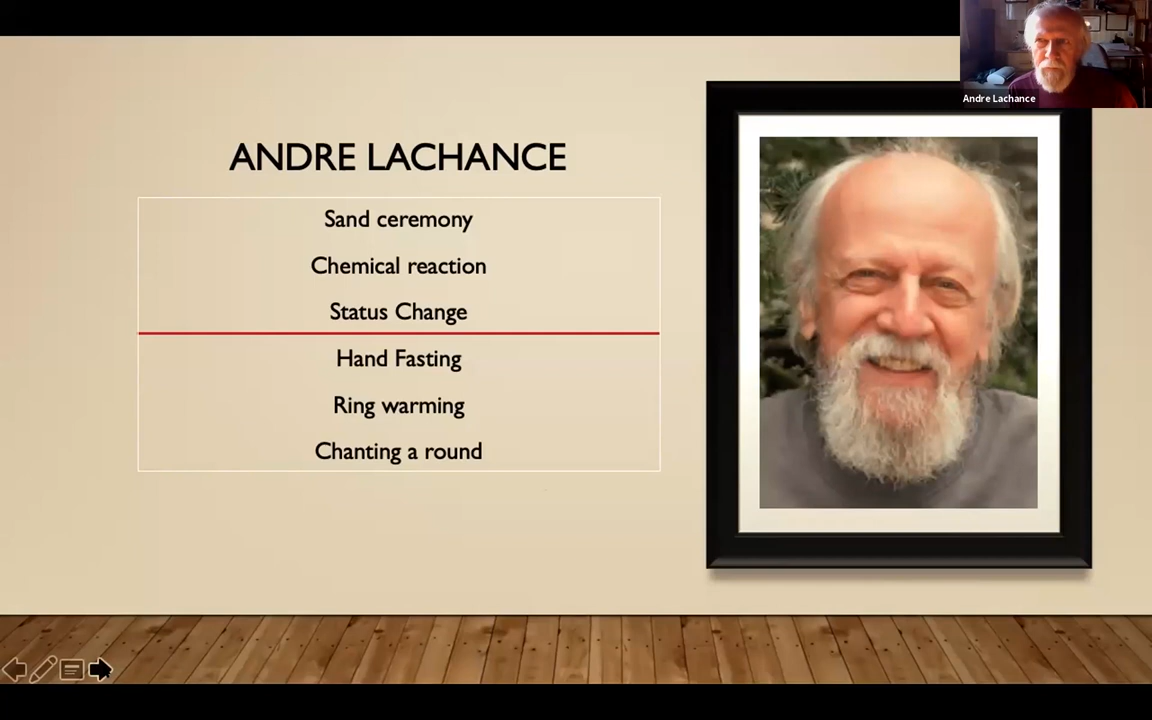 Andre Lachance
ANDRE LACHANCE
Sand ceremony
Chemical reaction
Status Change
Hand Fasting
Ring warming
Chanting a round